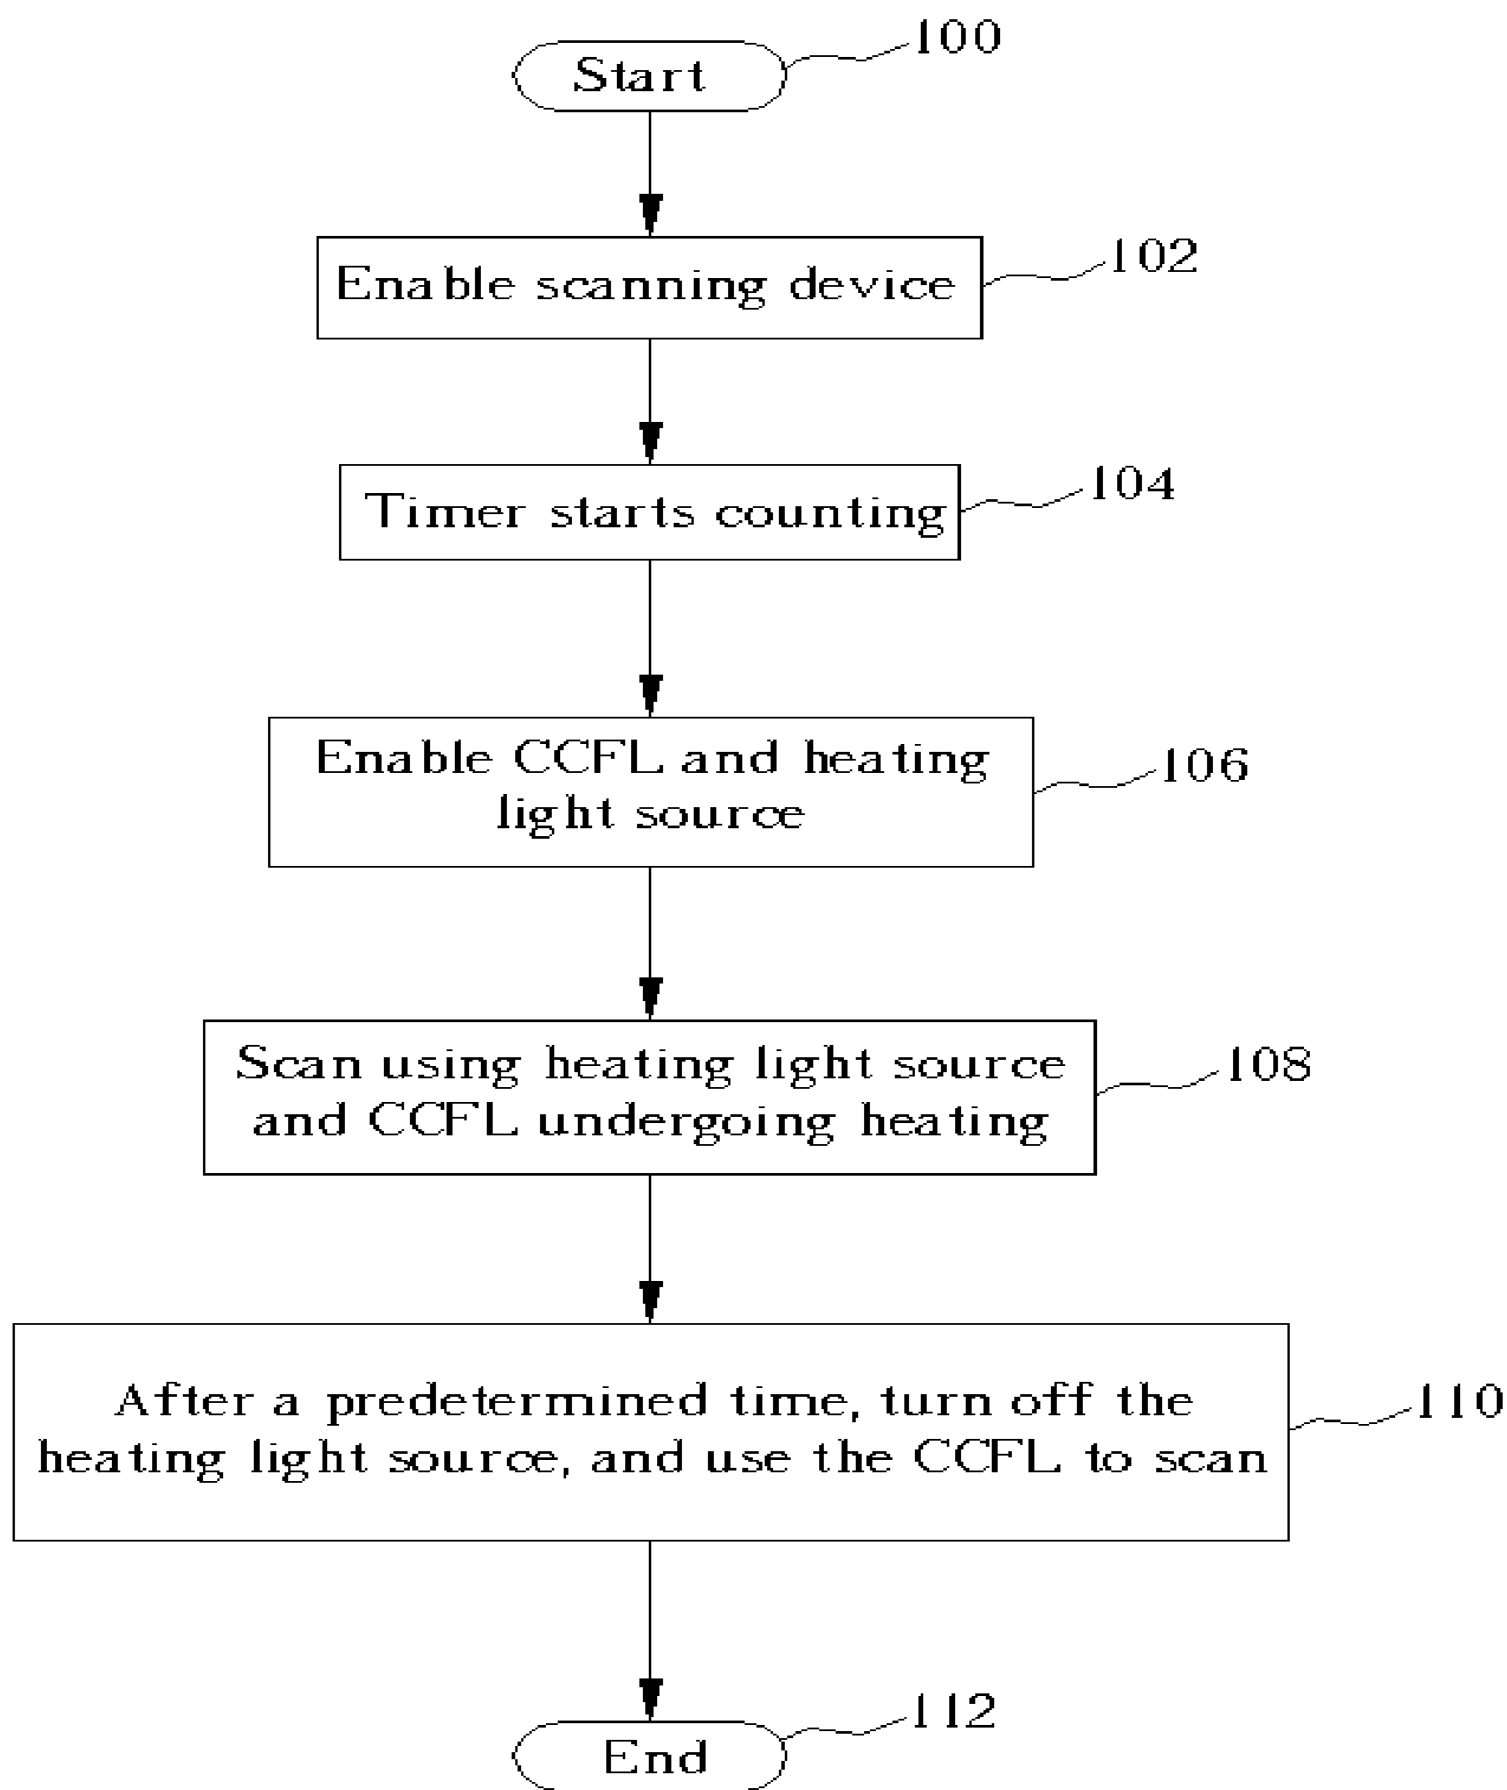 Start
100
Enable scanning device
102
Timer starts counting
104
Enable CCFL and heating
light source
106
Scan using heating light source
and CCFL undergoing heating
108
After a predetermined time, turn off the
heating light source, and use the CCFL to scan
110
End
112